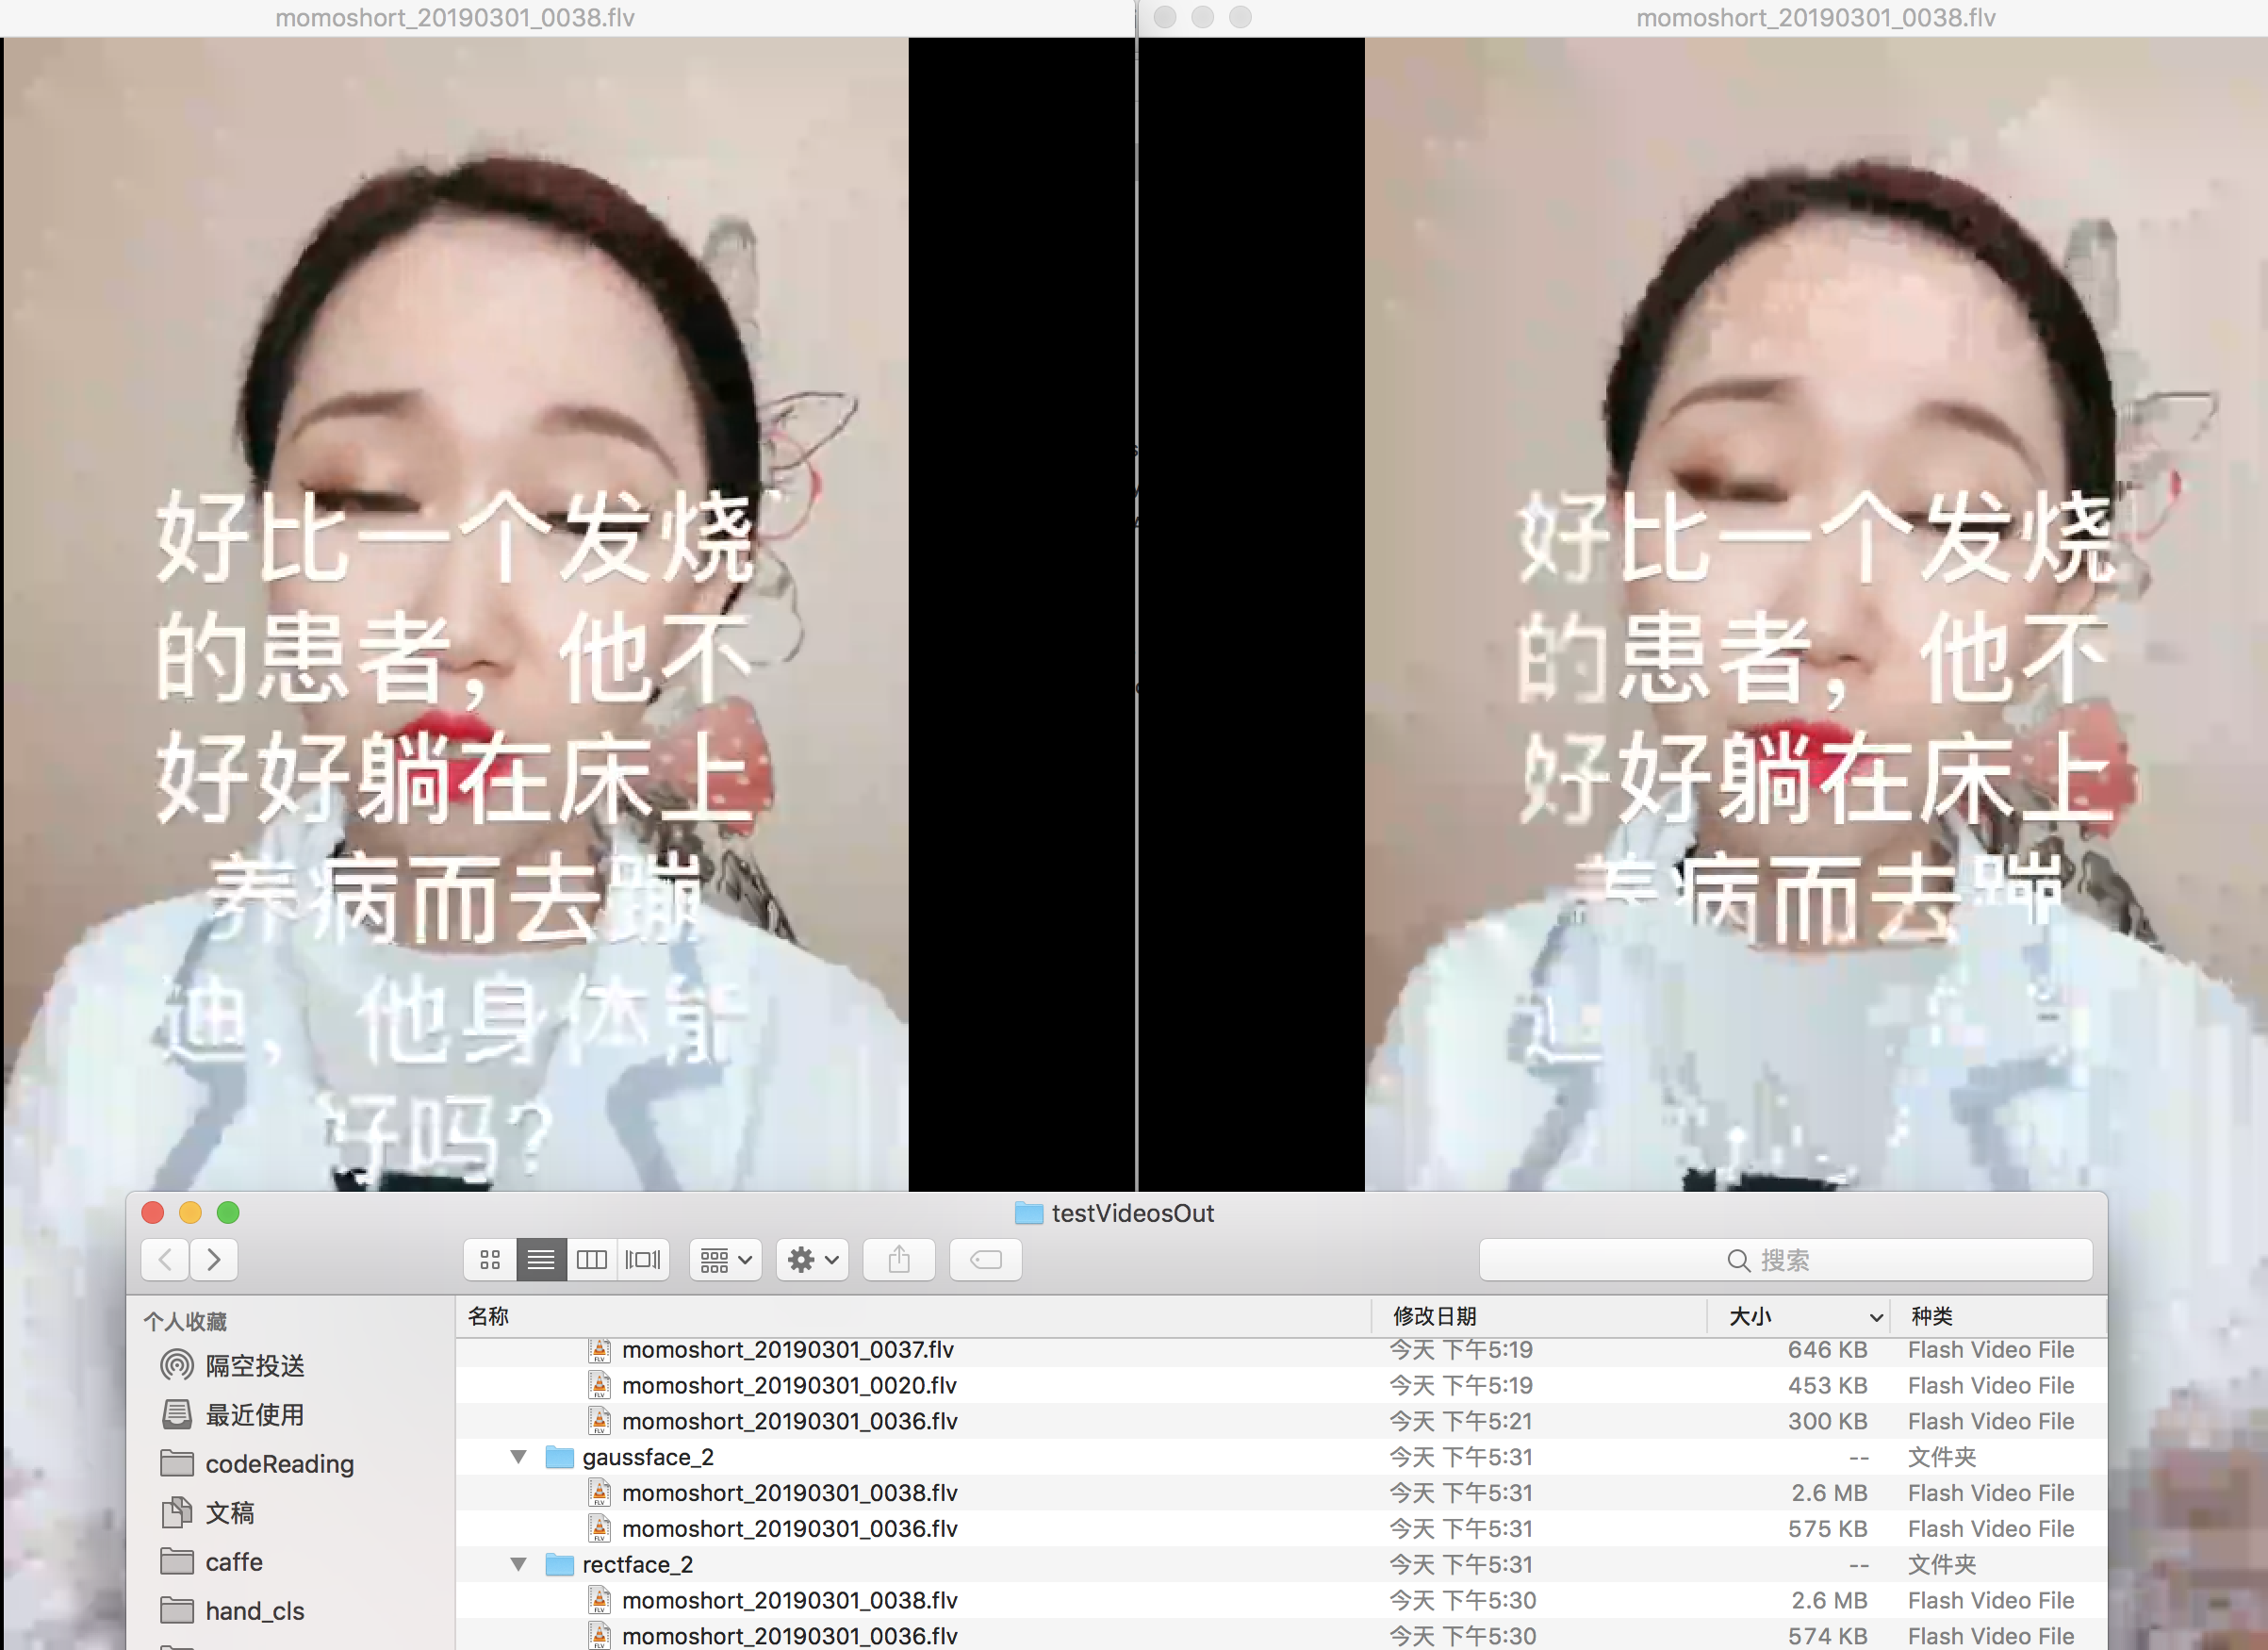 momoshort_20190301_0038.flv
好比一个发烧
的患者，他不
好好躺在床上
养病而去蹦
迪，他身体能
好吗？
momoshort_20190301_0038.flv
好比一个发烧
的患者，他不
好好躺在床上
养病而去蹦
testVideosOut
搜索
个人收藏
隔空投送
最近使用
codeReading
文稿
caffe
hand_cls
名称 修改日期 大小 种类
momoshort_20190301_0037.flv 今天 下午5:19 646 KB Flash Video File
momoshort_20190301_0020.flv 今天 下午5:19 453 KB Flash Video File
momoshort_20190301_0036.flv 今天 下午5:21 300 KB Flash Video File
gaussface_2 今天 下午5:31 -- 文件夹
momoshort_20190301_0038.flv 今天 下午5:31 2.6 MB Flash Video File
momoshort_20190301_0036.flv 今天 下午5:31 575 KB Flash Video File
rectface_2 今天 下午5:31 -- 文件夹
momoshort_20190301_0038.flv 今天 下午5:30 2.6 MB Flash Video File
momoshort_20190301_0036.flv 今天 下午5:30 574 KB Flash Video File